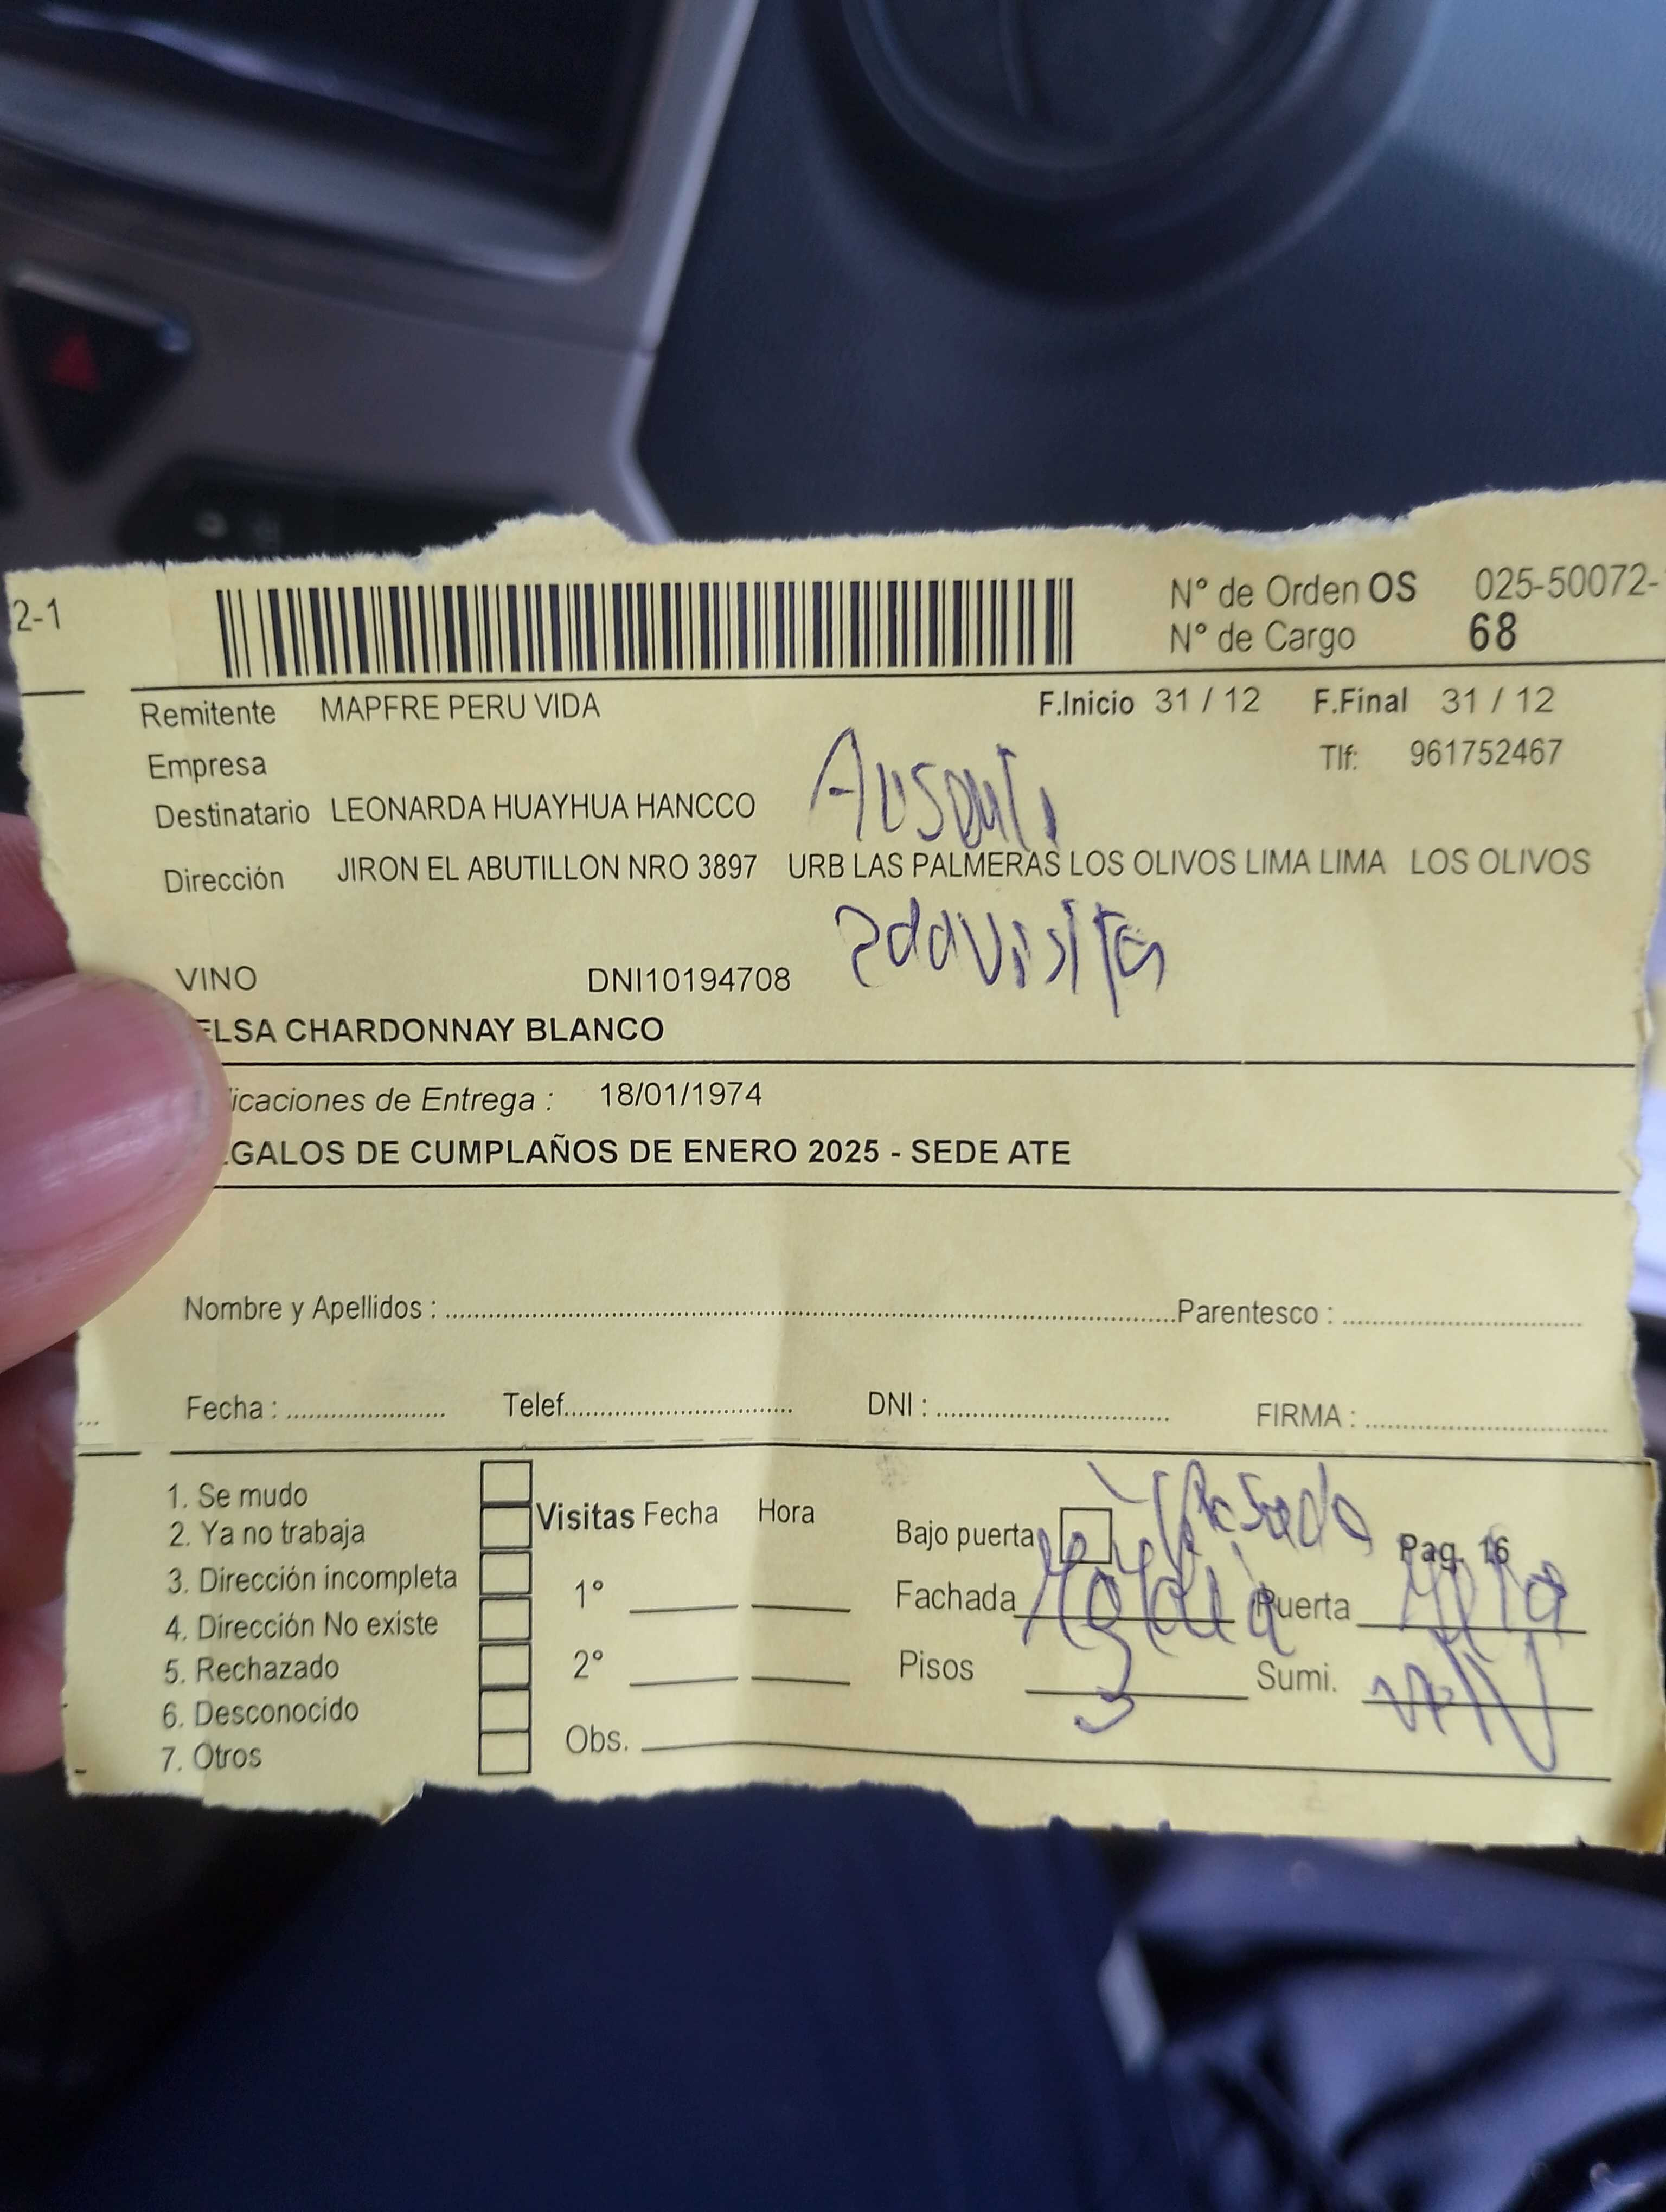 2-1
N° de Orden OS 025-50072-
N° de Cargo 68
Remitente MAPFRE PERU VIDA F.Inicio 31 / 12 F.Final 31 / 12
Empresa Tlf: 961752467
Destinatario LEONARDA HUAYHUA HANCCO
Dirección JIRON EL ABUTILLON NRO 3897 URB LAS PALMERAS LOS OLIVOS LIMA LIMA LOS OLIVOS
2da visita
VINO DNI10194708
ELSA CHARDONNAY BLANCO
icaciones de Entrega : 18/01/1974
EGALOS DE CUMPLAÑOS DE ENERO 2025 - SEDE ATE
Nombre y Apellidos : Parentesco :
Fecha : Telef. DNI : FIRMA :
1. Se mudo
2. Ya no trabaja
3. Dirección incompleta
4. Dirección No existe
5. Rechazado
6. Desconocido
7. Otros
Visitas Fecha Hora
1°
2°
Obs.
Bajo puerta Pag. 16
Fachada Puerta
Pisos 3 Sumi.